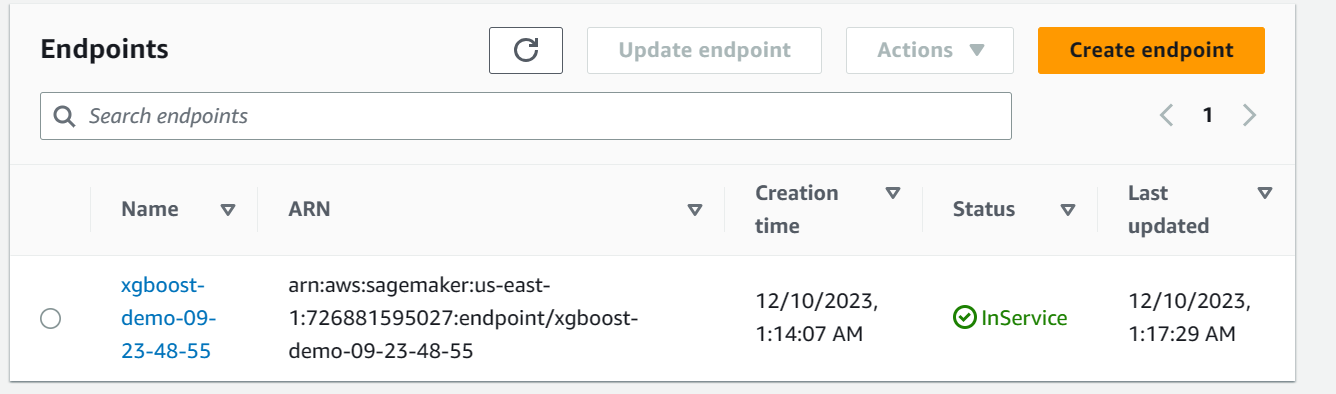 Endpoints
Update endpoint
Actions
Create endpoint
Search endpoints
1
Name
ARN
Creation
time
Status
Last
updated
xgboost-
demo-09-
23-48-55
arn:aws:sagemaker:us-east-
1:726881595027:endpoint/xgboost-
demo-09-23-48-55
12/10/2023,
1:14:07 AM
InService
12/10/2023,
1:17:29 AM